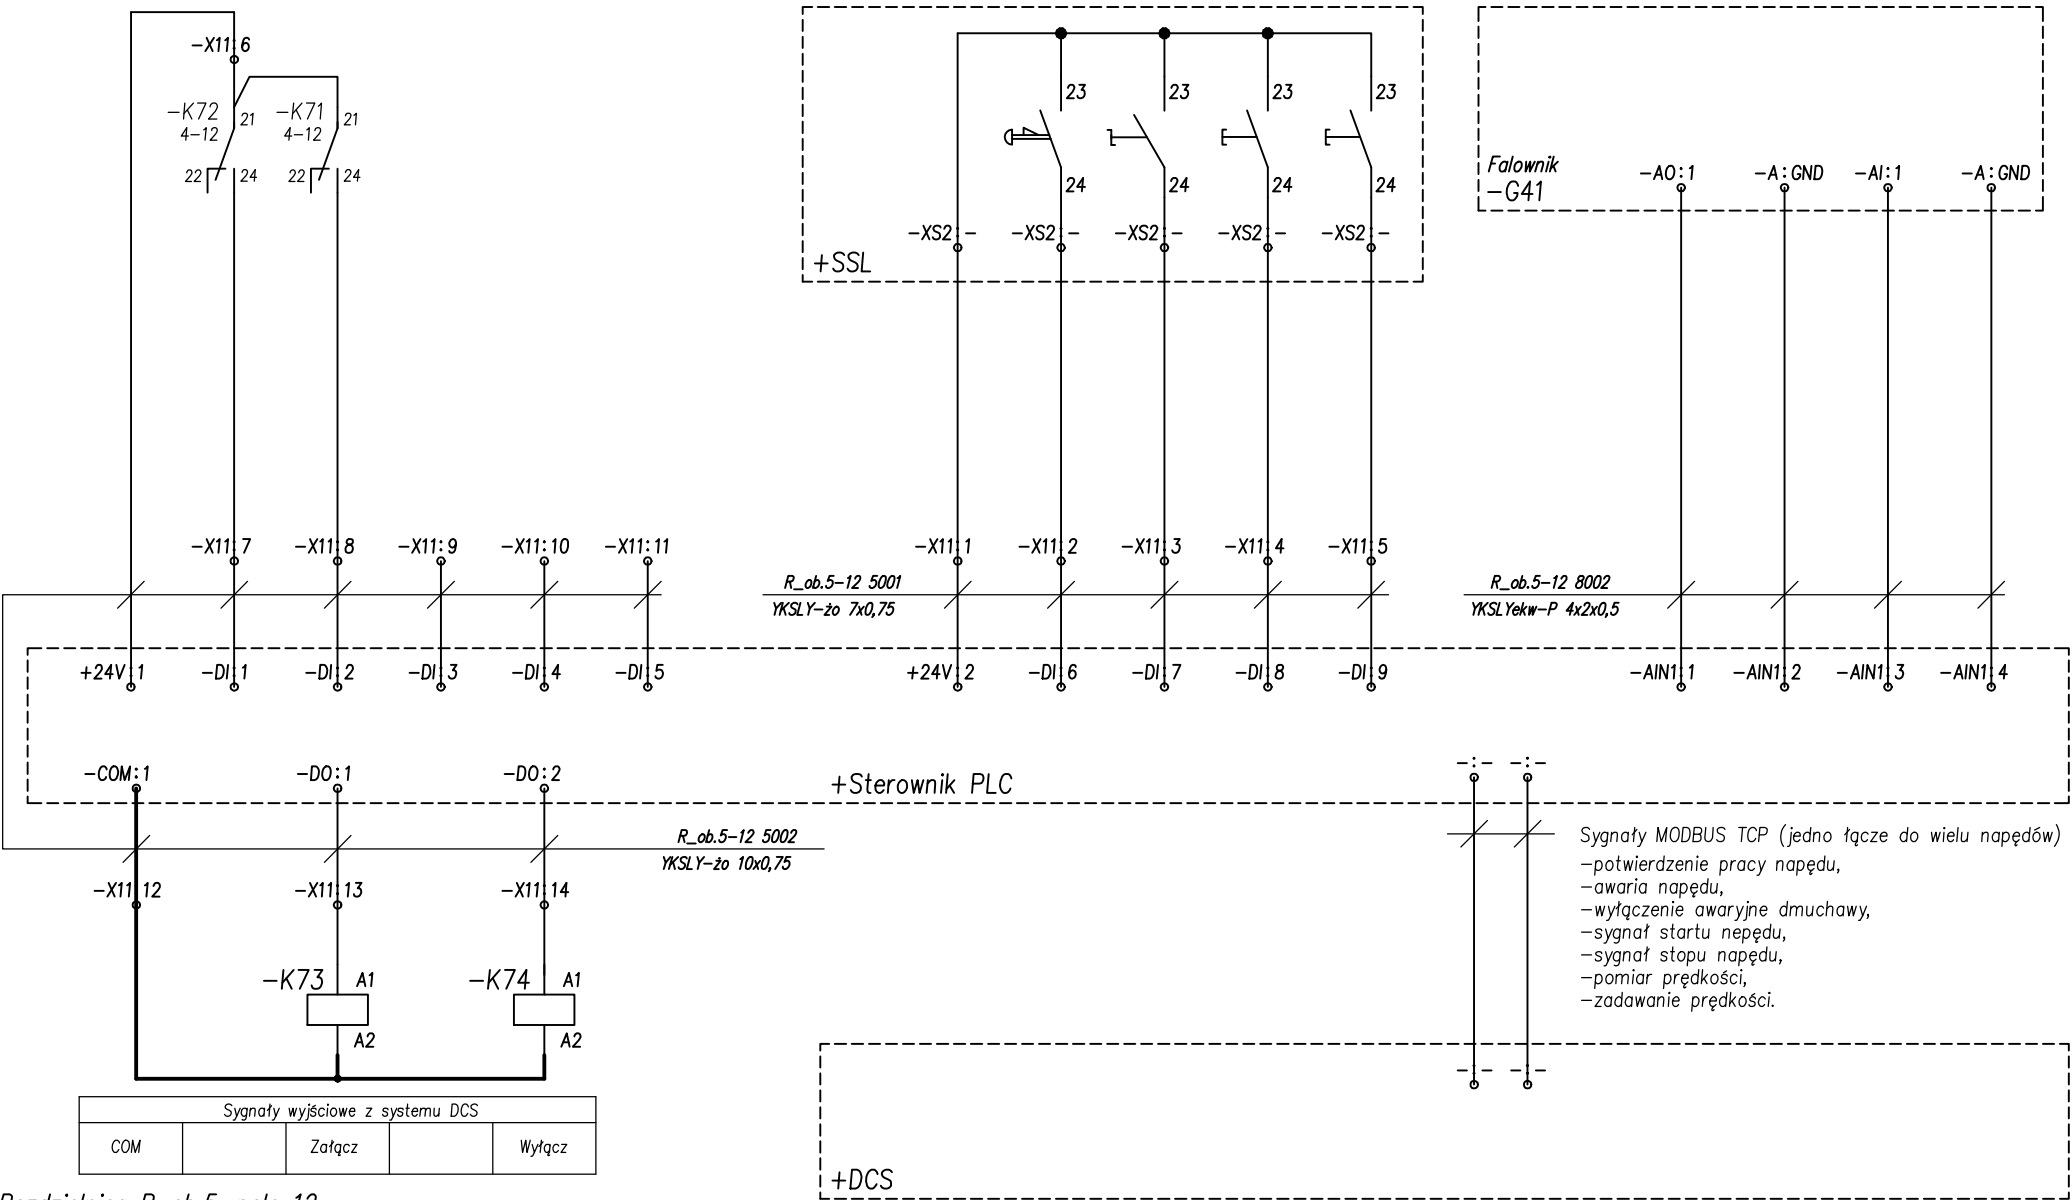 -X11:6
-K72
4-12
21
22
24
-K71
4-12
21
22
24
23
23
23
23
24
24
24
24
-XS2:-
-XS2:-
-XS2:-
-XS2:-
-XS2:-
+SSL
Falownik
-G41
-AO:1
-A:GND
-AI:1
-A:GND
-X11:7
-X11:8
-X11:9
-X11:10
-X11:11
-X11:1
-X11:2
-X11:3
-X11:4
-X11:5
R_ob.5-12 5001
YKSLY-żo 7x0,75
R_ob.5-12 8002
YKSLYekw-P 4x2x0,5
+24V:1
-DI:1
-DI:2
-DI:3
-DI:4
-DI:5
+24V:2
-DI:6
-DI:7
-DI:8
-DI:9
-AIN1:1
-AIN1:2
-AIN1:3
-AIN1:4
-COM:1
-DO:1
-DO:2
+Sterownik PLC
-:-
-:-
R_ob.5-12 5002
YKSLY-żo 10x0,75
-X11:12
-X11:13
-X11:14
-K73
A1
A2
-K74
A1
A2
Sygnały MODBUS TCP (jedno łącze do wielu napędów)
-potwierdzenie pracy napędu,
-awaria napędu,
-wyłączenie awaryjne dmuchawy,
-sygnał startu nepędu,
-sygnał stopu napędu,
-pomiar prędkości,
-zadawanie prędkości.
-:-
-:-
+DCS
Sygnały wyjściowe z systemu DCS
COM
Załącz
Wyłącz